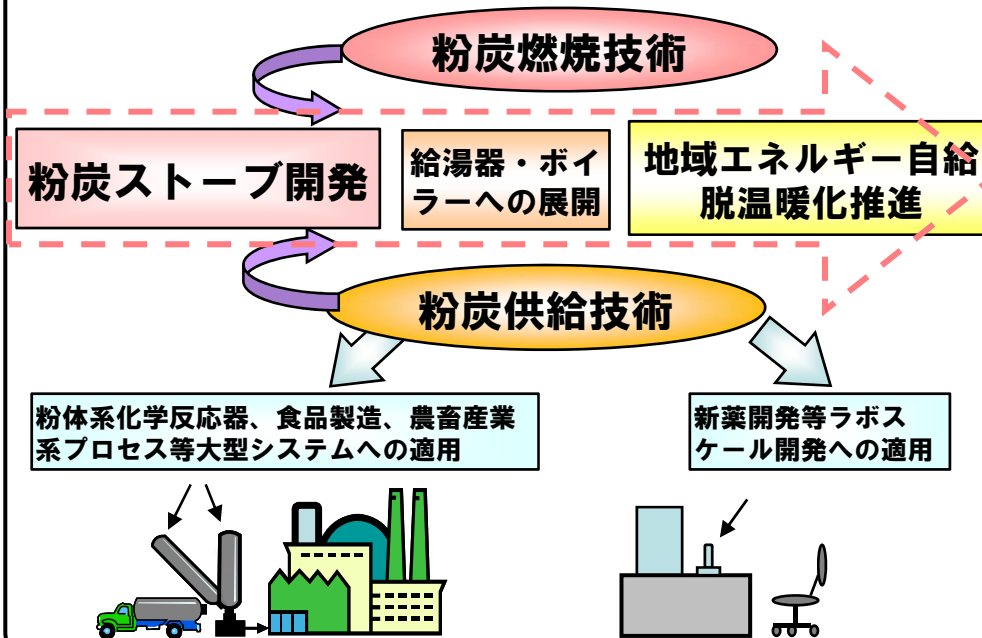 粉炭燃焼技術
粉炭ストーブ開発
給湯器・ボイ
ラーへの展開
地域エネルギー自給
脱温暖化推進
粉炭供給技術
粉体系化学反応器、食品製造、農畜産業
系プロセス等大型システムへの適用
新薬開発等ラボス
ケール開発への適用